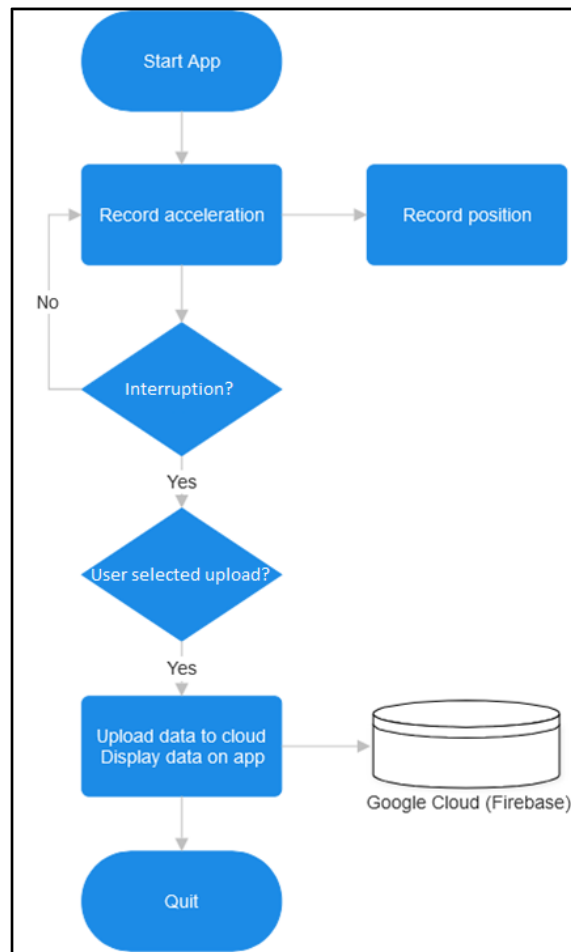 Start App
Record acceleration
Record position
No
Interruption?
Yes
User selected upload?
Yes
Upload data to cloud
Display data on app
Google Cloud (Firebase)
Quit